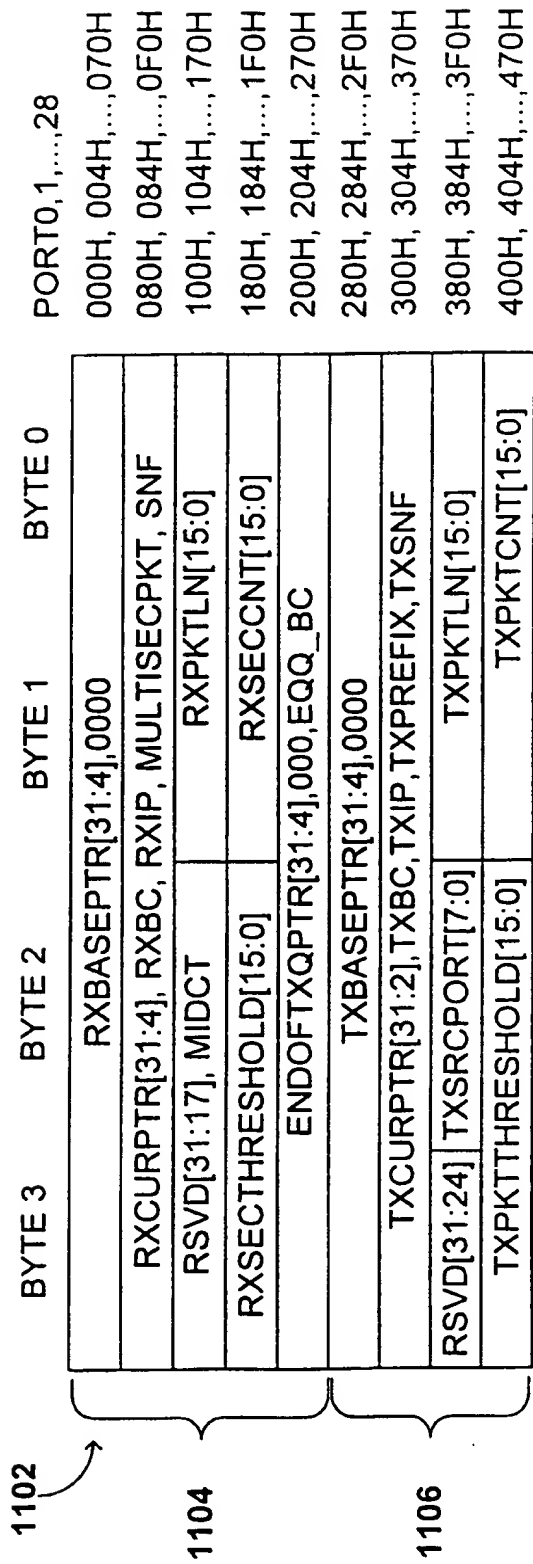 1102
BYTE 3 BYTE 2 BYTE 1 BYTE 0 PORT0,1,...,28
RXBASEPTR[31:4],0000 000H, 004H,...,070H
RXCURPTR[31:4], RXBC, RXIP, MULTISECPKT, SNF 080H, 084H,...,0F0H
RSVD[31:17], MIDCT RXPKTLN[15:0] 100H, 104H,...,170H
RXSECTHRESHOLD[15:0] RXSECCNT[15:0] 180H, 184H,...,1F0H
ENDOFTXQPTR[31:4],000,EQQ_BC 200H, 204H,...,270H
1104
TXBASEPTR[31:4],0000 280H, 284H,...,2F0H
TXCURPTR[31:2],TXBC,TXIP,TXPREFIX,TXSNF 300H, 304H,...,370H
RSVD[31:24] TXSRCPORT[7:0] TXPKTLN[15:0] 380H, 384H,...,3F0H
TXPKTTHRESHOLD[15:0] TXPKTCNT[15:0] 400H, 404H,...,470H
1106